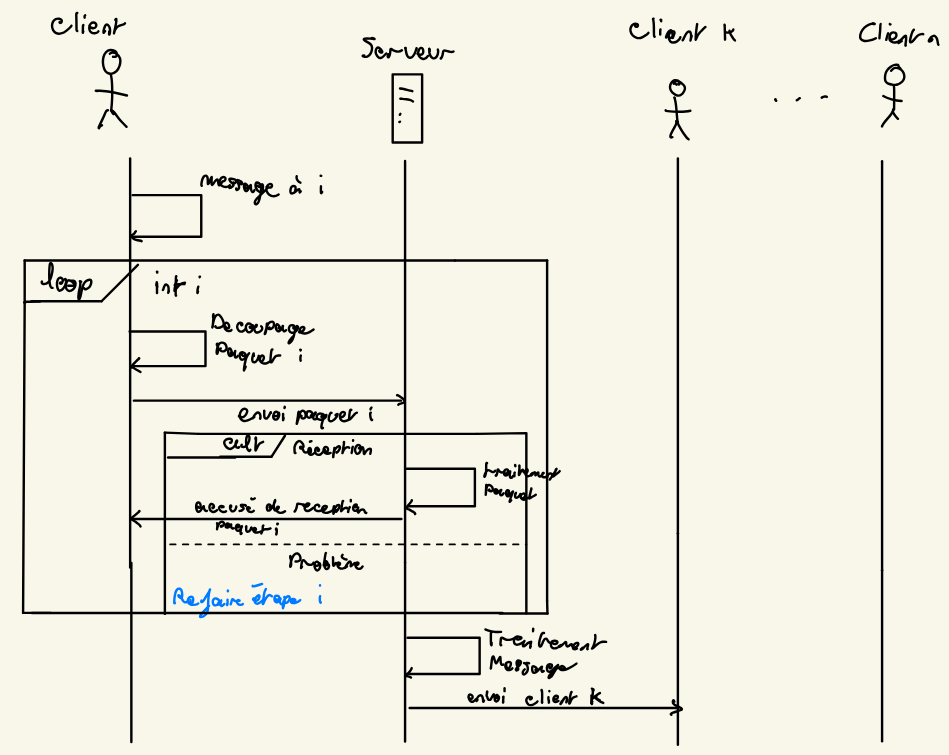 Client
Serveur
Client k
Client n
message à i
loop
int i
Decoupage
Paquet i
envoi paquet i
alt
Réception
traitement
paquet
accusé de reception
paquet i
Problème
Refaire étape i
Traitement
Message
envoi client k